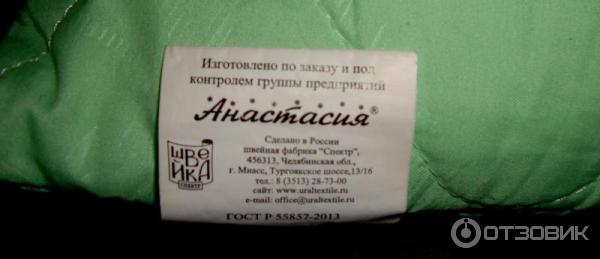 Изготовлено по заказу и под
контролем группы предприятий
Анастасия®
ШВЕЙКА
СПЕКТР
Сделано в России
швейная фабрика "Спектр",
456313, Челябинская обл.,
г. Миасс, Тургоякское шоссе,13/16
тел.: 8 (3513) 28-73-00
сайт: www.uraltextile.ru
e-mail: office@uraltextile.ru
ГОСТ Р 55857-2013
ОТЗОВИК